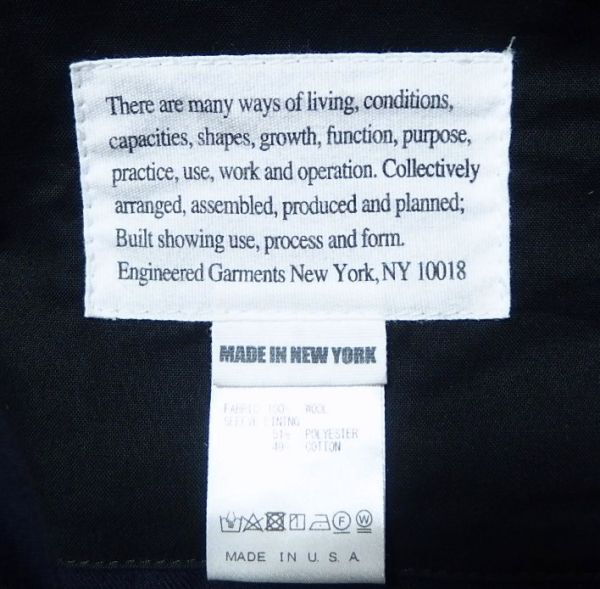 There are many ways of living, conditions,
capacities, shapes, growth, function, purpose,
practice, use, work and operation. Collectively
arranged, assembled, produced and planned;
Built showing use, process and form.
Engineered Garments New York, NY 10018
MADE IN NEW YORK
FABRIC 100% WOOL
SLEEVE LINING
51% POLYESTER
49% COTTON
F W
MADE IN U. S. A